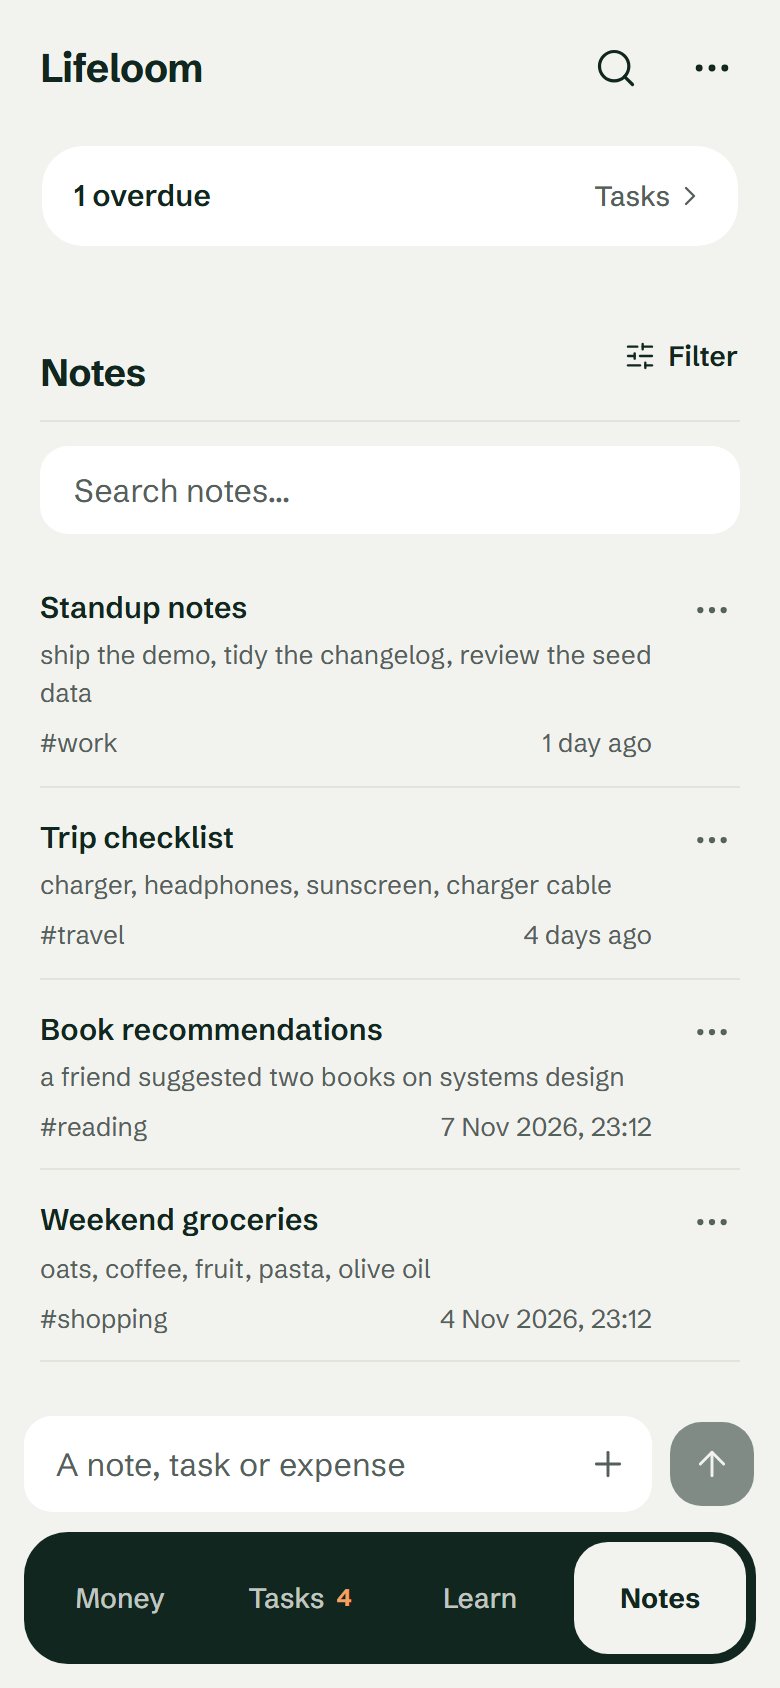 Lifeloom
1 overdue
Tasks
Notes
Filter
Search notes...
Standup notes
ship the demo, tidy the changelog, review the seed
data
#work
1 day ago
Trip checklist
charger, headphones, sunscreen, charger cable
#travel
4 days ago
Book recommendations
a friend suggested two books on systems design
#reading
7 Nov 2026, 23:12
Weekend groceries
oats, coffee, fruit, pasta, olive oil
#shopping
4 Nov 2026, 23:12
A note, task or expense
Money
Tasks 4
Learn
Notes